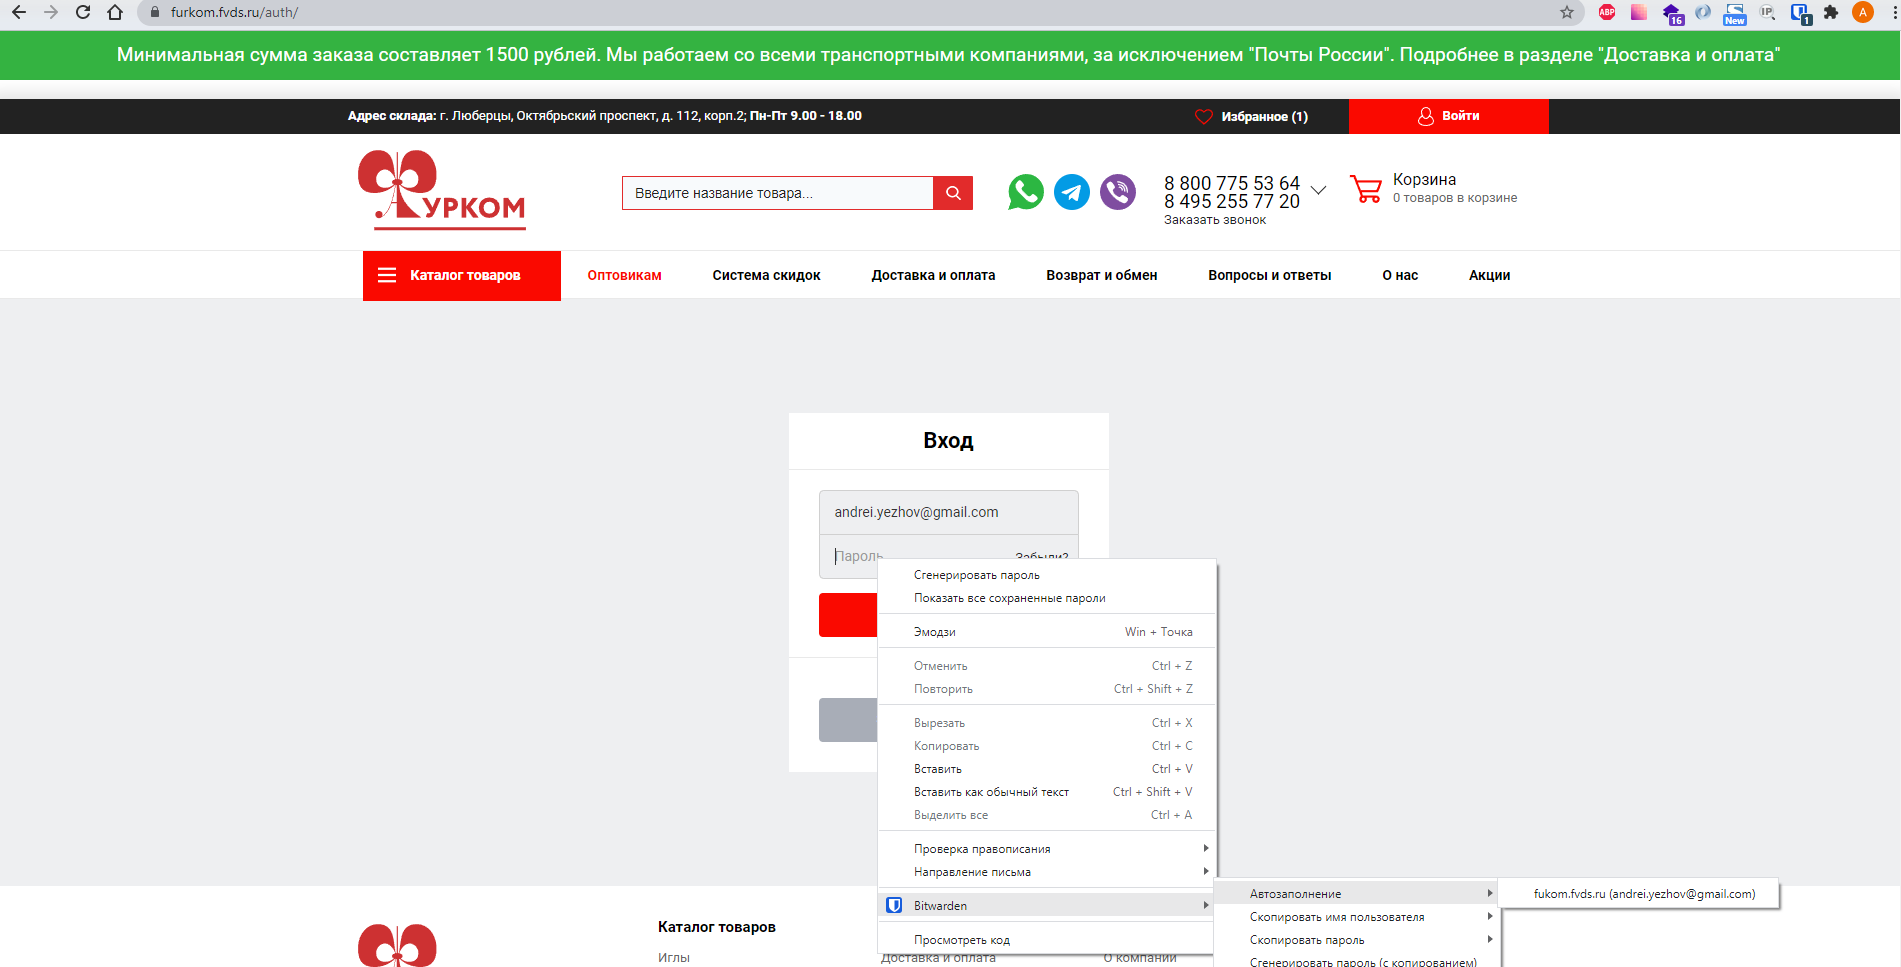 furkom.fvds.ru/auth/
ABP
16
New
IP
1
A
Минимальная сумма заказа составляет 1500 рублей. Мы работаем со всеми транспортными компаниями, за исключением "Почты России". Подробнее в разделе "Доставка и оплата"
Адрес склада: г. Люберцы, Октябрьский проспект, д. 112, корп.2; Пн-Пт 9.00 - 18.00
Избранное (1)
Войти
УРКОМ
Введите название товара...
8 800 775 53 64
8 495 255 77 20
Заказать звонок
Корзина
0 товаров в корзине
Каталог товаров
Оптовикам
Система скидок
Доставка и оплата
Возврат и обмен
Вопросы и ответы
О нас
Акции
Вход
andrei.yezhov@gmail.com
Пароль
Забыли?
Сгенерировать пароль
Показать все сохраненные пароли
Эмодзи Win + Точка
Отменить Ctrl + Z
Повторить Ctrl + Shift + Z
Вырезать Ctrl + X
Копировать Ctrl + C
Вставить Ctrl + V
Вставить как обычный текст Ctrl + Shift + V
Выделить все Ctrl + A
Проверка правописания
Направление письма
Bitwarden
Просмотреть код
Автозаполнение
Скопировать имя пользователя
Скопировать пароль
Сгенерировать пароль (с копированием)
fukom.fvds.ru (andrei.yezhov@gmail.com)
Каталог товаров
Иглы
Доставка и оплата
О компании